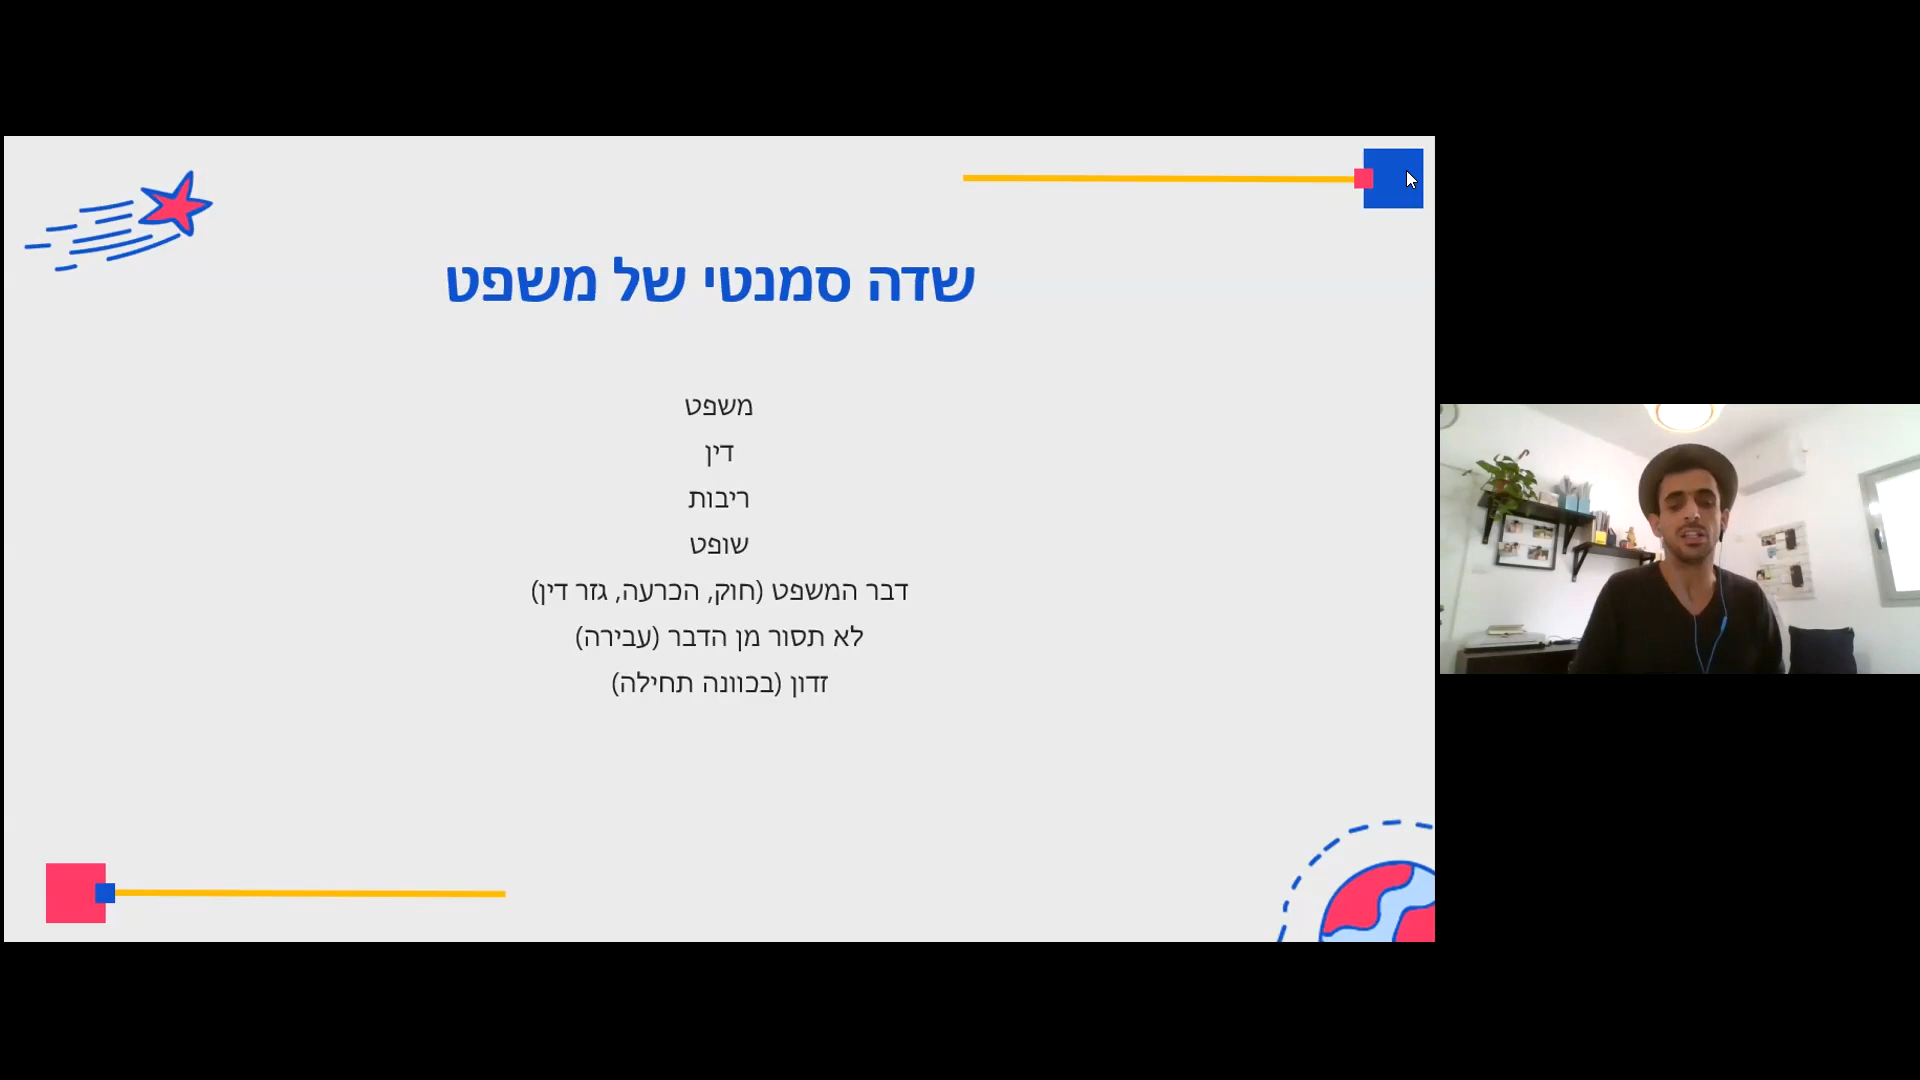 שדה סמנטי של משפט
משפט
דין
ריבות
שופט
דבר המשפט (חוק, הכרעה, גזר דין)
לא תסור מן הדבר (עבירה)
זדון (בכוונה תחילה)